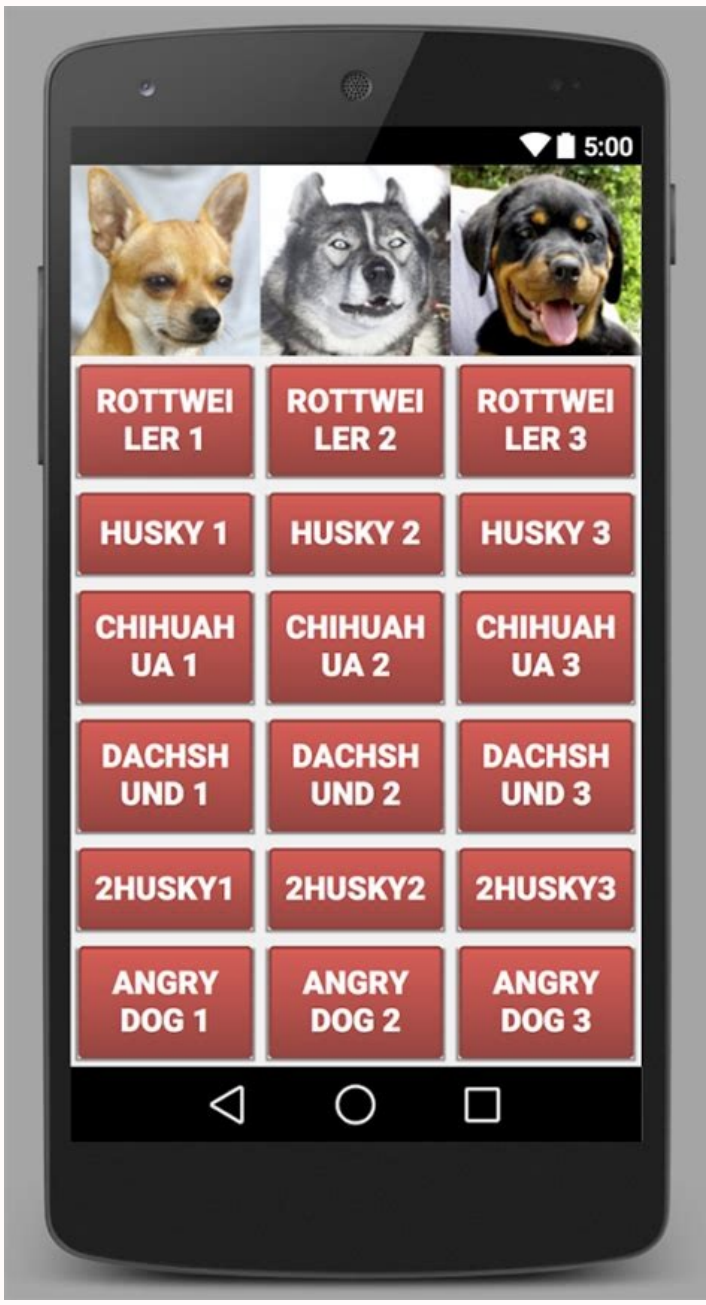 5:00
ROTTWEI
LER 1
ROTTWEI
LER 2
ROTTWEI
LER 3
HUSKY 1
HUSKY 2
HUSKY 3
CHIHUAH
UA 1
CHIHUAH
UA 2
CHIHUAH
UA 3
DACHSH
UND 1
DACHSH
UND 2
DACHSH
UND 3
2HUSKY1
2HUSKY2
2HUSKY3
ANGRY
DOG 1
ANGRY
DOG 2
ANGRY
DOG 3